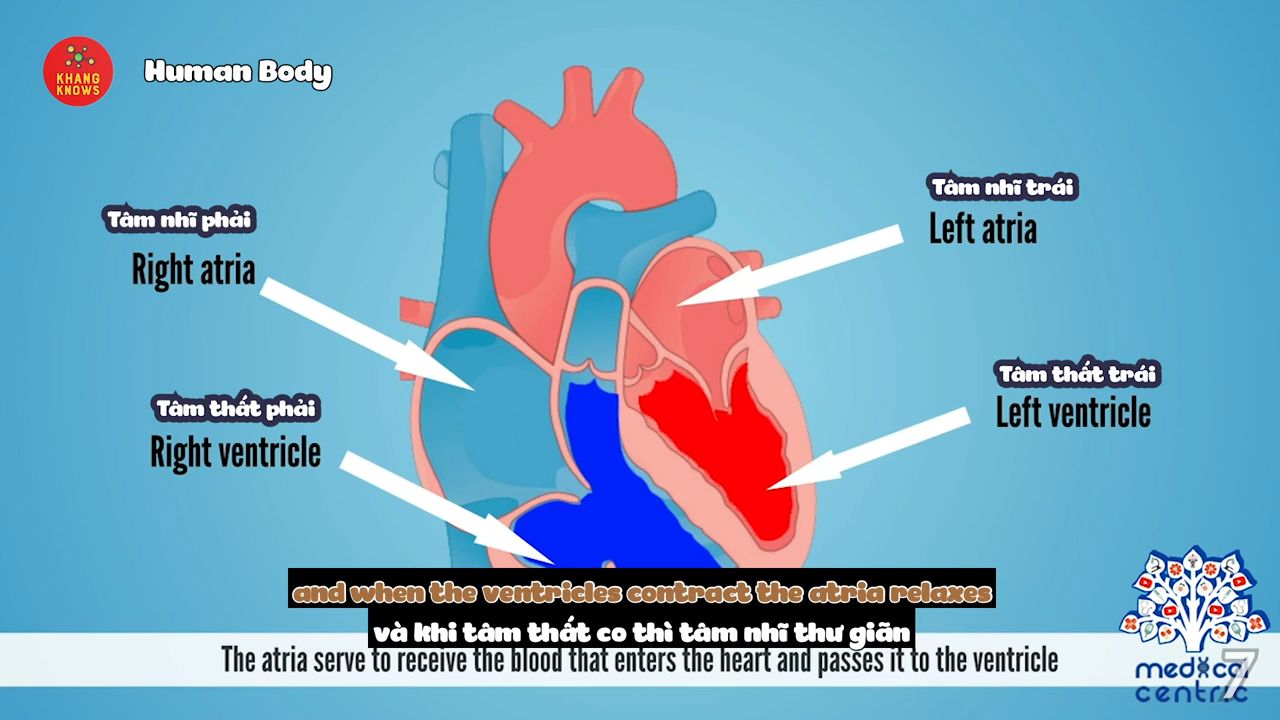 KHANG
KNOWS
Human Body
Tâm nhĩ phải
Right atria
Tâm nhĩ trái
Left atria
Tâm thất phải
Right ventricle
Tâm thất trái
Left ventricle
and when the ventricles contract the atria relaxes
và khi tâm thất co thì tâm nhĩ thư giãn
The atria serve to receive the blood that enters the heart and passes it to the ventricle
medical
centric
7